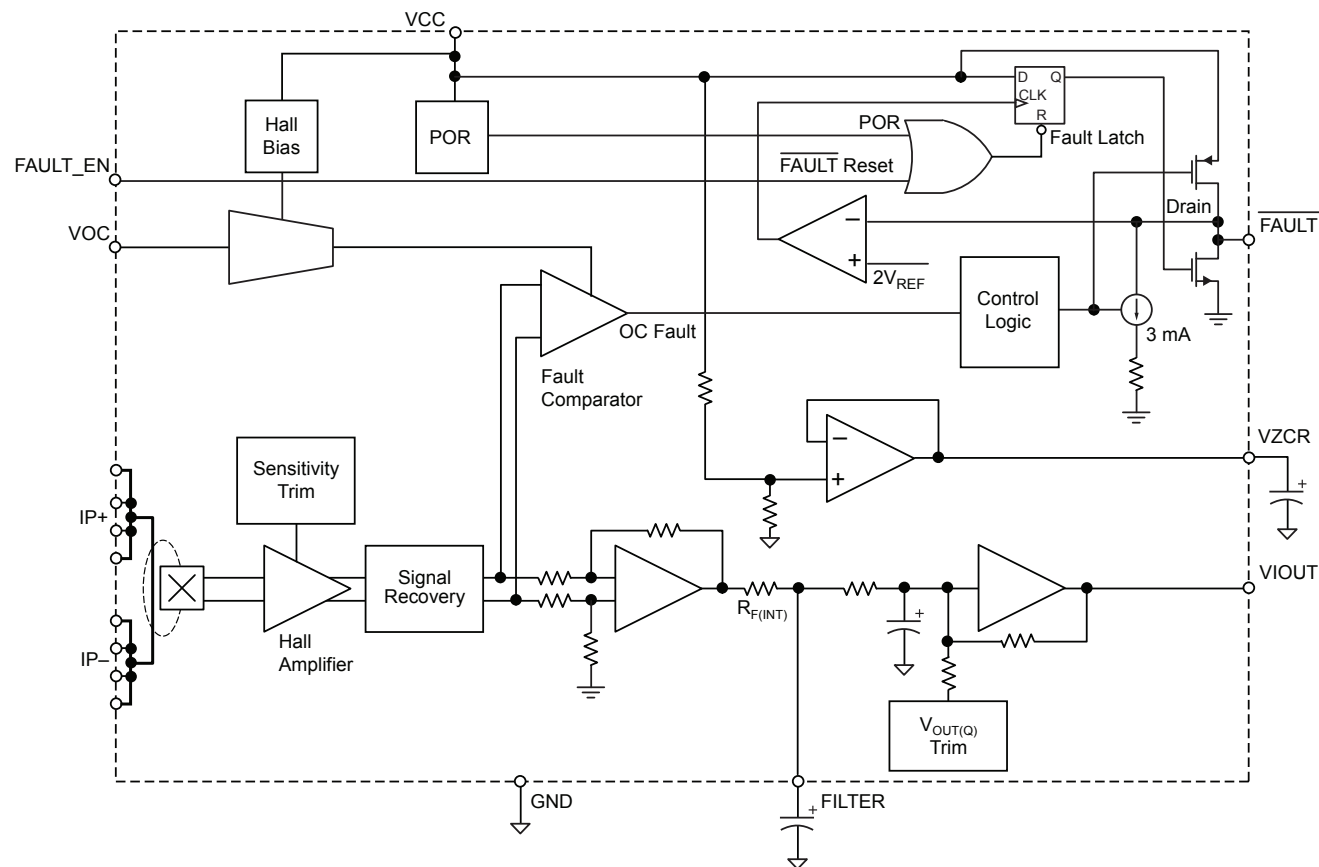 VCC
D Q
CLK
R
Hall
Bias
POR
POR
Fault Latch
FAULT_EN
FAULT Reset
Drain
VOC
FAULT
−
+
2V_REF
Control
Logic
OC Fault
3 mA
Fault
Comparator
−
+
VZCR
+
Sensitivity
Trim
IP+
Signal
Recovery
VIOUT
R_F(INT)
+
Hall
Amplifier
IP–
V_OUT(Q)
Trim
GND
FILTER
+